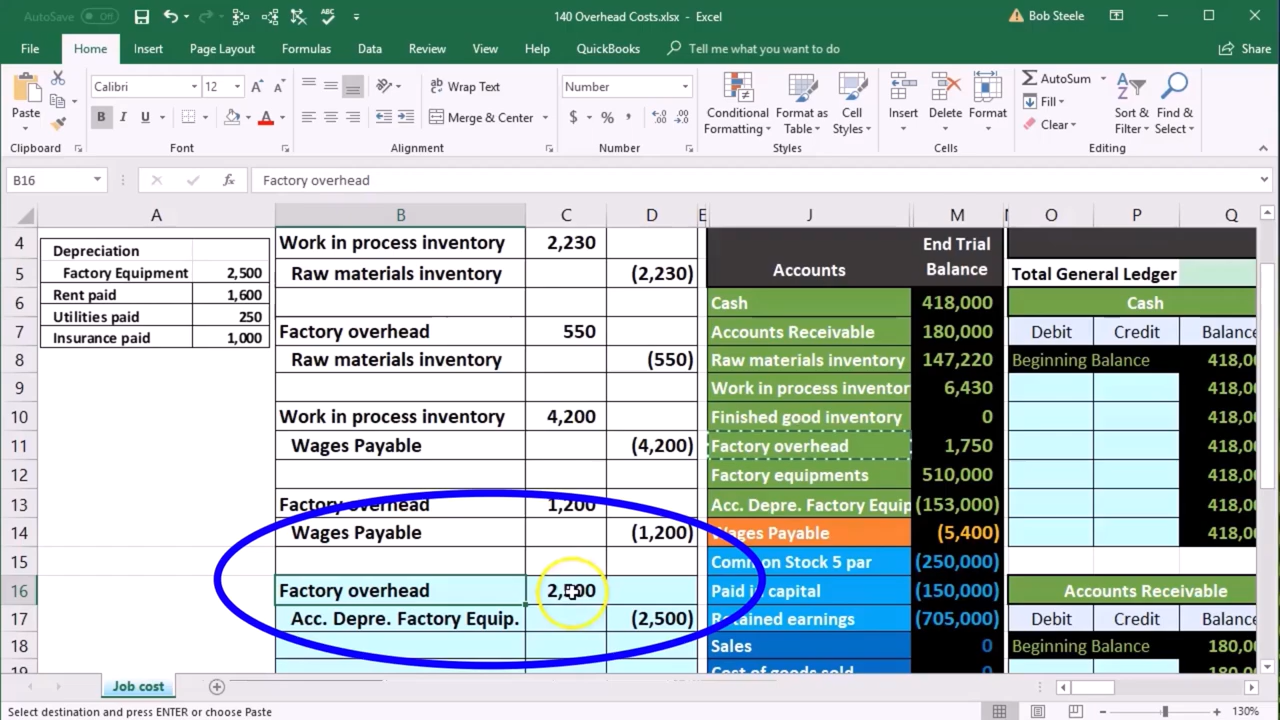 AutoSave Off 140 Overhead Costs.xlsx - Excel Bob Steele
File Home Insert Page Layout Formulas Data Review View Help QuickBooks Tell me what you want to do Share
Calibri 12 Wrap Text Number AutoSum
Paste Conditional Format as Cell Insert Delete Format Fill Sort & Find &
B I U A Merge & Center $ % Formatting Table Styles Clear Filter Select
Clipboard Font Alignment Number Styles Cells Editing
B16 fx Factory overhead
A B C D E J M O P Q
4 Work in process inventory 2,230 End Trial
Depreciation Balance
5 Factory Equipment 2,500 Raw materials inventory (2,230) Accounts Total General Ledger
6 Rent paid 1,600 Cash 418,000 Cash
Utilities paid 250
7 Insurance paid 1,000 Factory overhead 550 Accounts Receivable 180,000 Debit Credit Balance
8 Raw materials inventory (550) Raw materials inventory 147,220 Beginning Balance 418,00
9 Work in process inventor 6,430 418,0
10 Work in process inventory 4,200 Finished good inventory 0 418,0
11 Wages Payable (4,200) Factory overhead 1,750 418,0
12 Factory equipments 510,000 418,0
13 Factory overhead 1,200 Acc. Depre. Factory Equip (153,000) 418,0
14 Wages Payable (1,200) Wages Payable (5,400) 418,0
15 Common Stock 5 par (250,000)
16 Factory overhead 2,500 Paid in capital (150,000) Accounts Receivable
17 Acc. Depre. Factory Equip. (2,500) Retained earnings (705,000) Debit Credit Balance
18 Sales 0 Beginning Balance 180,0
19 Cost of goods sold 0 180,0
Job cost
Select destination and press ENTER or choose Paste 130%